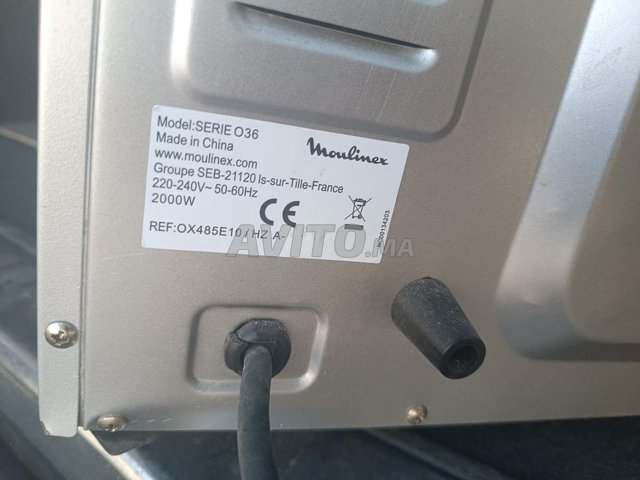 Model:SERIE O36
Made in China
www.moulinex.com
Moulinex
Groupe SEB-21120 Is-sur-Tille-France
220-240V~ 50-60Hz
2000W
CE
REF:OX485E10 / HZ A-
AVITO.MA